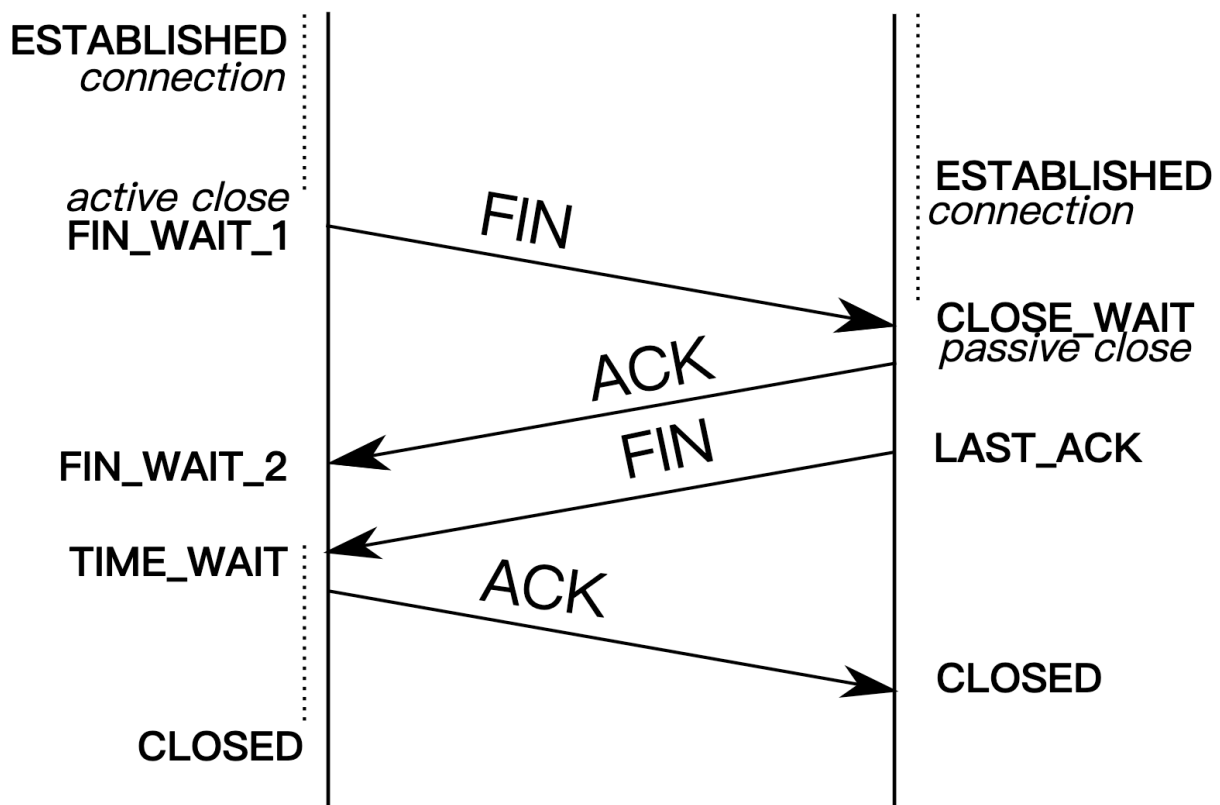 ESTABLISHED
connection
active close
FIN_WAIT_1
FIN
ESTABLISHED
connection
CLOSE_WAIT
passive close
ACK
FIN
LAST_ACK
FIN_WAIT_2
TIME_WAIT
ACK
CLOSED
CLOSED